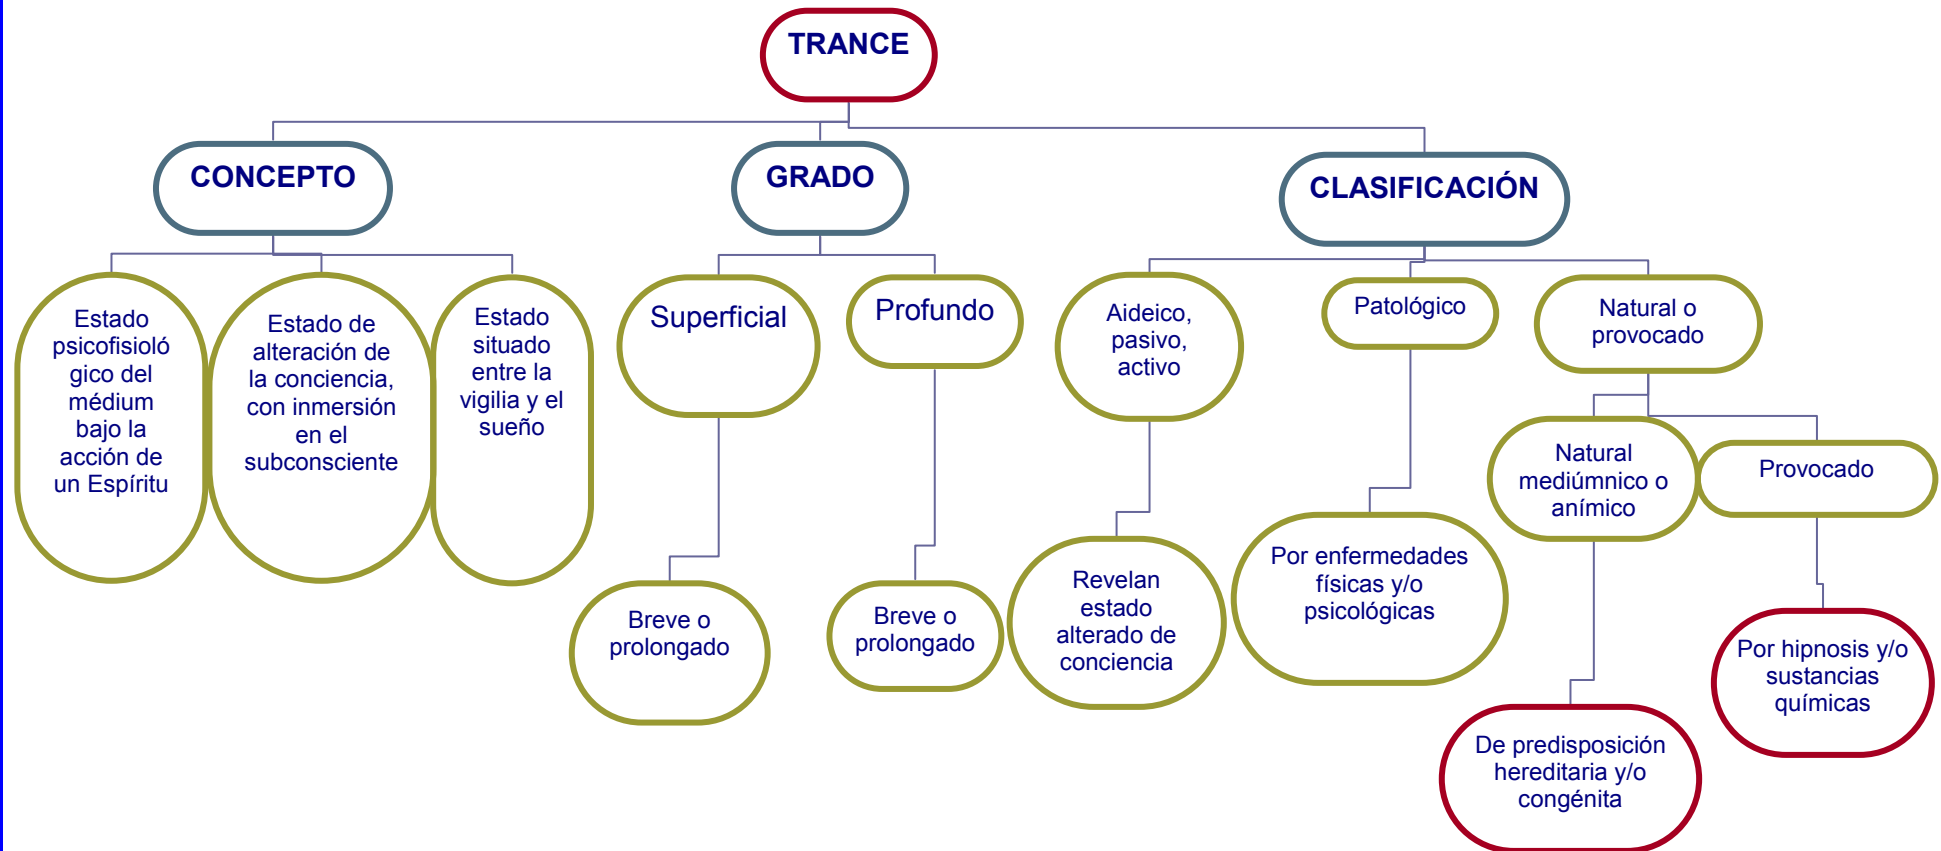 TRANCE
CONCEPTO
GRADO
CLASIFICACIÓN
Estado
psicofisioló
gico del
médium
bajo la
acción de
un Espíritu
Estado de
alteración de
la conciencia,
con inmersión
en el
subconsciente
Estado
situado
entre la
vigilia y el
sueño
Superficial
Profundo
Aideico,
pasivo,
activo
Patológico
Natural o
provocado
Natural
mediúmnico o
anímico
Provocado
Breve o
prolongado
Breve o
prolongado
Revelan
estado
alterado de
conciencia
Por enfermedades
físicas y/o
psicológicas
De predisposición
hereditaria y/o
congénita
Por hipnosis y/o
sustancias
químicas